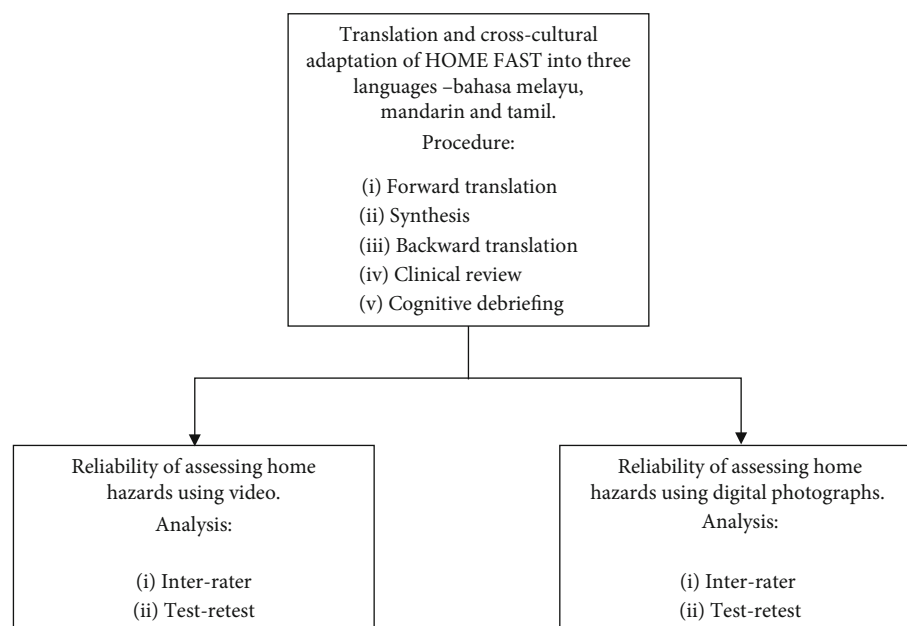 Translation and cross-cultural
adaptation of HOME FAST into three
languages –bahasa melayu,
mandarin and tamil.
Procedure:
(i) Forward translation
(ii) Synthesis
(iii) Backward translation
(iv) Clinical review
(v) Cognitive debriefing
Reliability of assessing home
hazards using video.
Analysis:
(i) Inter-rater
(ii) Test-retest
Reliability of assessing home
hazards using digital photographs.
Analysis:
(i) Inter-rater
(ii) Test-retest